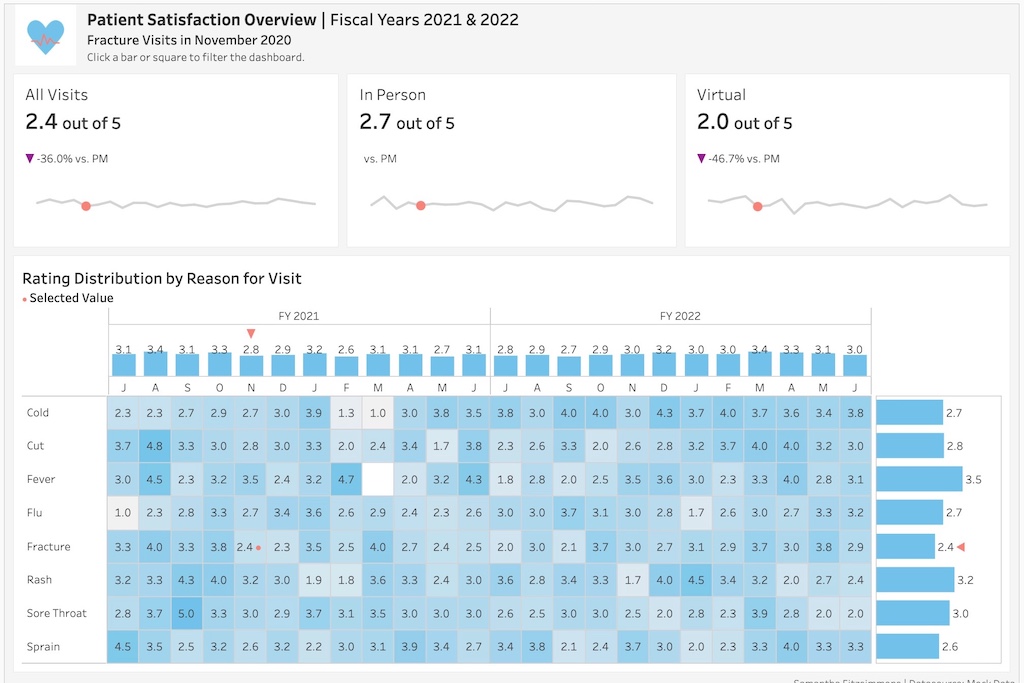 Patient Satisfaction Overview | Fiscal Years 2021 & 2022
Fracture Visits in November 2020
Click a bar or square to filter the dashboard.
All Visits
2.4 out of 5
▼ -36.0% vs. PM
In Person
2.7 out of 5
vs. PM
Virtual
2.0 out of 5
▼ -46.7% vs. PM
Rating Distribution by Reason for Visit
• Selected Value
FY 2021 FY 2022
3.1 3.4 3.1 3.3 2.8 2.9 3.2 2.6 3.1 3.1 2.7 3.1 2.8 2.9 2.7 2.9 3.0 3.2 3.0 3.0 3.4 3.3 3.1 3.0
J A S O N D J F M A M J J A S O N D J F M A M J
Cold 2.3 2.3 2.7 2.9 2.7 3.0 3.9 1.3 1.0 3.0 3.8 3.5 3.8 3.0 4.0 4.0 3.0 4.3 3.7 4.0 3.7 3.6 3.4 3.8 2.7
Cut 3.7 4.8 3.3 3.0 2.8 3.0 3.3 2.0 2.4 3.4 1.7 3.8 2.3 2.6 3.3 2.0 2.6 2.8 3.2 3.7 4.0 4.0 3.2 3.0 2.8
Fever 3.0 4.5 2.3 3.2 3.5 2.4 3.2 4.7 2.0 3.2 4.3 1.8 2.8 2.0 2.5 3.5 3.6 3.0 2.3 3.3 4.0 2.8 3.1 3.5
Flu 1.0 2.3 2.8 3.3 2.7 3.4 3.6 2.6 2.9 2.4 2.3 2.6 3.0 3.0 3.7 3.1 3.0 2.8 1.7 2.6 3.0 2.7 3.3 3.2 2.7
Fracture 3.3 4.0 3.3 3.8 2.4 2.3 3.5 2.5 4.0 2.7 2.4 2.5 2.0 3.0 2.1 3.7 3.0 2.7 3.1 2.9 3.7 3.0 3.8 2.9 2.4
Rash 3.2 3.3 4.3 4.0 3.2 3.0 1.9 1.8 3.6 3.3 2.4 3.0 3.6 2.8 3.4 3.3 1.7 4.0 4.5 3.4 3.2 2.0 2.7 2.4 3.2
Sore Throat 2.8 3.7 5.0 3.3 3.0 2.9 3.7 3.1 3.5 3.0 3.0 3.0 2.6 2.5 3.0 3.0 2.5 2.0 2.8 2.3 3.9 2.8 2.0 2.0 3.0
Sprain 4.5 3.5 2.5 3.2 2.6 3.2 2.2 3.0 3.1 3.9 3.4 2.7 3.4 3.8 2.1 2.4 3.7 3.0 2.0 2.3 3.3 4.0 3.3 3.3 2.6